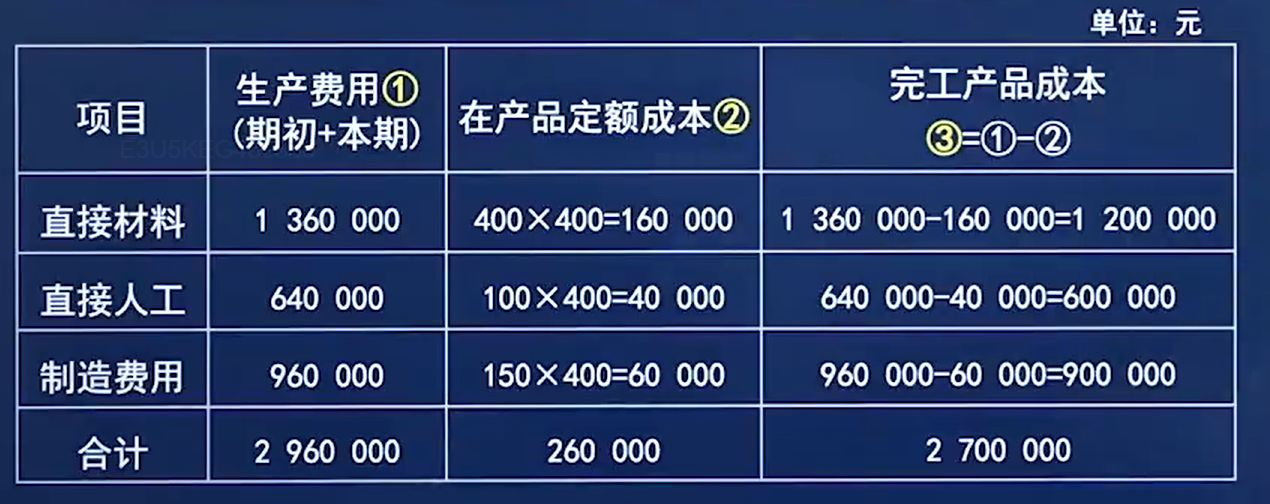 单位：元
项目
生产费用①
(期初+本期)
在产品定额成本②
完工产品成本
③=①-②
直接材料
1 360 000
400×400=160 000
1 360 000-160 000=1 200 000
直接人工
640 000
100×400=40 000
640 000-40 000=600 000
制造费用
960 000
150×400=60 000
960 000-60 000=900 000
合计
2 960 000
260 000
2 700 000